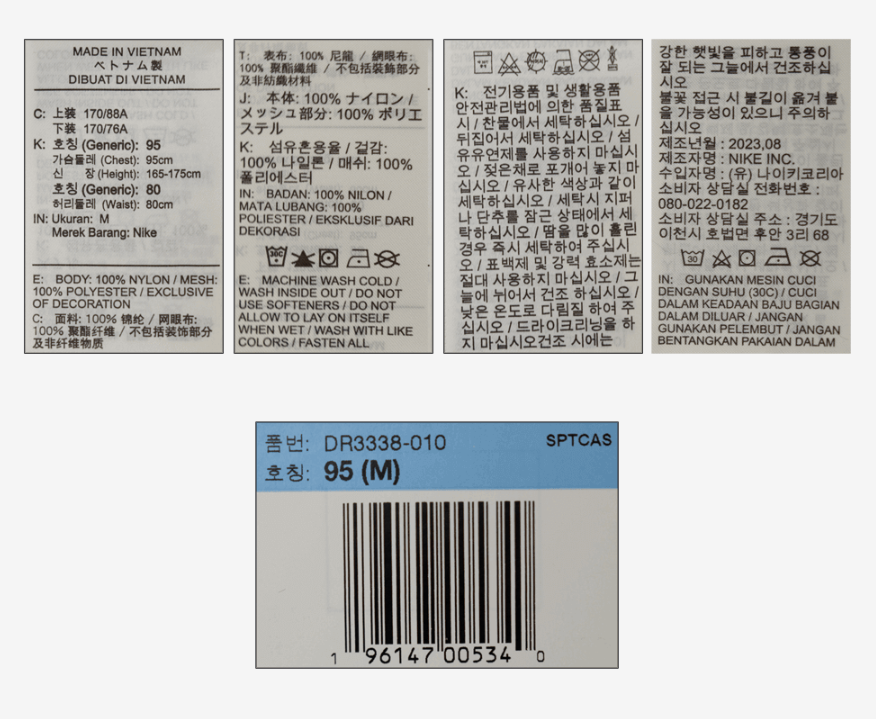 MADE IN VIETNAM
ベトナム製
DIBUAT DI VIETNAM
C: 上装 170/88A
下装 170/76A
K: 호칭 (Generic): 95
가슴둘레 (Chest): 95cm
신 장 (Height): 165-175cm
호칭 (Generic): 80
허리둘레 (Waist): 80cm
IN: Ukuran: M
Merek Barang: Nike
E: BODY: 100% NYLON / MESH:
100% POLYESTER / EXCLUSIVE
OF DECORATION
C: 面料: 100% 锦纶 / 网眼布:
100% 聚酯纤维 / 不包括装饰部分
及非纤维物质
T: 表布: 100% 尼龍 / 網眼布:
100% 聚酯纖維 / 不包括裝飾部分
及非紡織材料
J: 本体: 100% ナイロン /
メッシュ部分: 100% ポリエ
ステル
K: 섬유혼용율 / 겉감:
100% 나일론 / 매쉬: 100%
폴리에스터
IN: BADAN: 100% NILON /
MATA LUBANG: 100%
POLIESTER / EKSKLUSIF DARI
DEKORASI
30C
E: MACHINE WASH COLD /
WASH INSIDE OUT / DO NOT
USE SOFTENERS / DO NOT
ALLOW TO LAY ON ITSELF
WHEN WET / WASH WITH LIKE
COLORS / FASTEN ALL
K: 전기용품 및 생활용품
안전관리법에 의한 품질표
시 / 찬물에서 세탁하십시오 /
뒤집어서 세탁하십시오 / 섬
유유연제를 사용하지 마십시
오 / 젖은채로 포개어 놓지 마
십시오 / 유사한 색상과 같이
세탁하십시오 / 세탁시 지퍼
나 단추를 잠근 상태에서 세
탁하십시오 / 땀을 많이 흘린
경우 즉시 세탁하여 주십시
오 / 표백제 및 강력 효소제는
절대 사용하지 마십시오 / 그
늘에 뉘어서 건조 하십시오 /
낮은 온도로 다림질 하여 주
십시오 / 드라이크리닝을 하
지 마십시오건조 시에는
강한 햇빛을 피하고 통풍이
잘 되는 그늘에서 건조하십
시오
불꽃 접근 시 불길이 옮겨 붙
을 가능성이 있으니 주의하
십시오
제조년월 : 2023,08
제조자명 : NIKE INC.
수입자명 : (유) 나이키코리아
소비자 상담실 전화번호 :
080-022-0182
소비자 상담실 주소 : 경기도
이천시 호법면 후안 3리 68
30
IN: GUNAKAN MESIN CUCI
DENGAN SUHU (30C) / CUCI
DALAM KEADAAN BAJU BAGIAN
DALAM DILUAR / JANGAN
GUNAKAN PELEMBUT / JANGAN
BENTANGKAN PAKAIAN DALAM
품번: DR3338-010 SPTCAS
호칭: 95 (M)
1 96147 00534 0